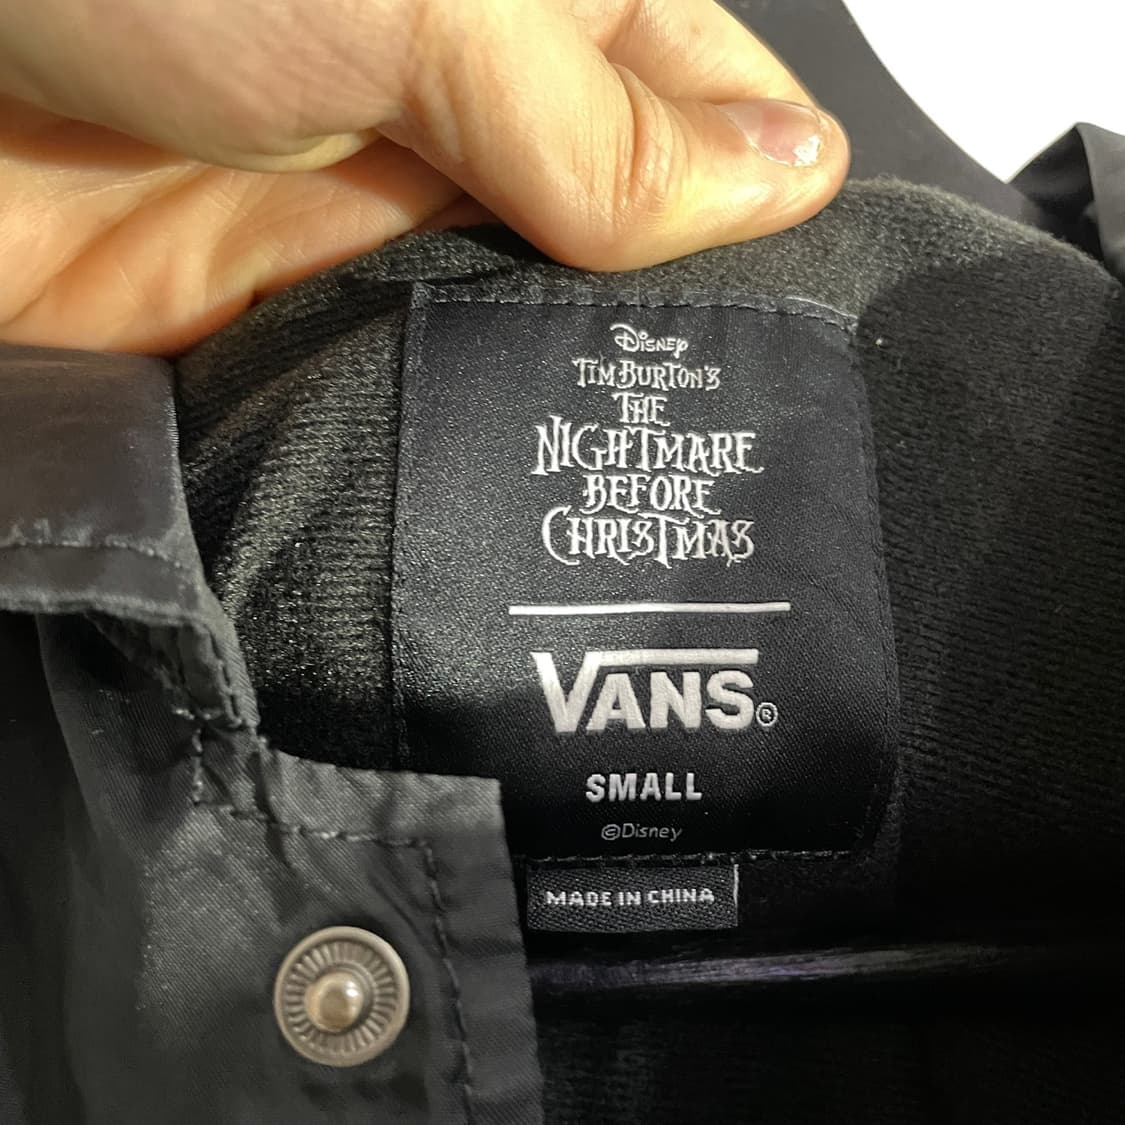 Disney
TIM BURTON'S
THE
NIGHTMARE
BEFORE
CHRISTMAS
VANS®
SMALL
©Disney
MADE IN CHINA